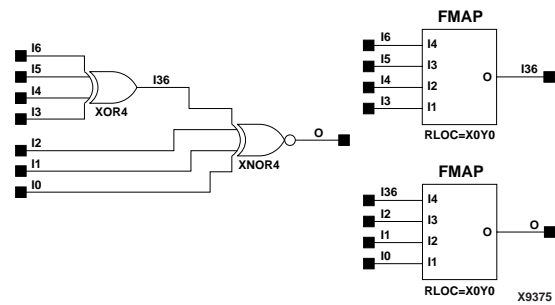 I6
I5
I4
I3
I36
XOR4
I2
I1
I0
O
XNOR4
FMAP
I6 I4
I5 I3
I4 I2
I3 I1
O I36
RLOC=X0Y0
FMAP
I36 I4
I2 I3
I1 I2
I0 I1
O O
RLOC=X0Y0
X9375